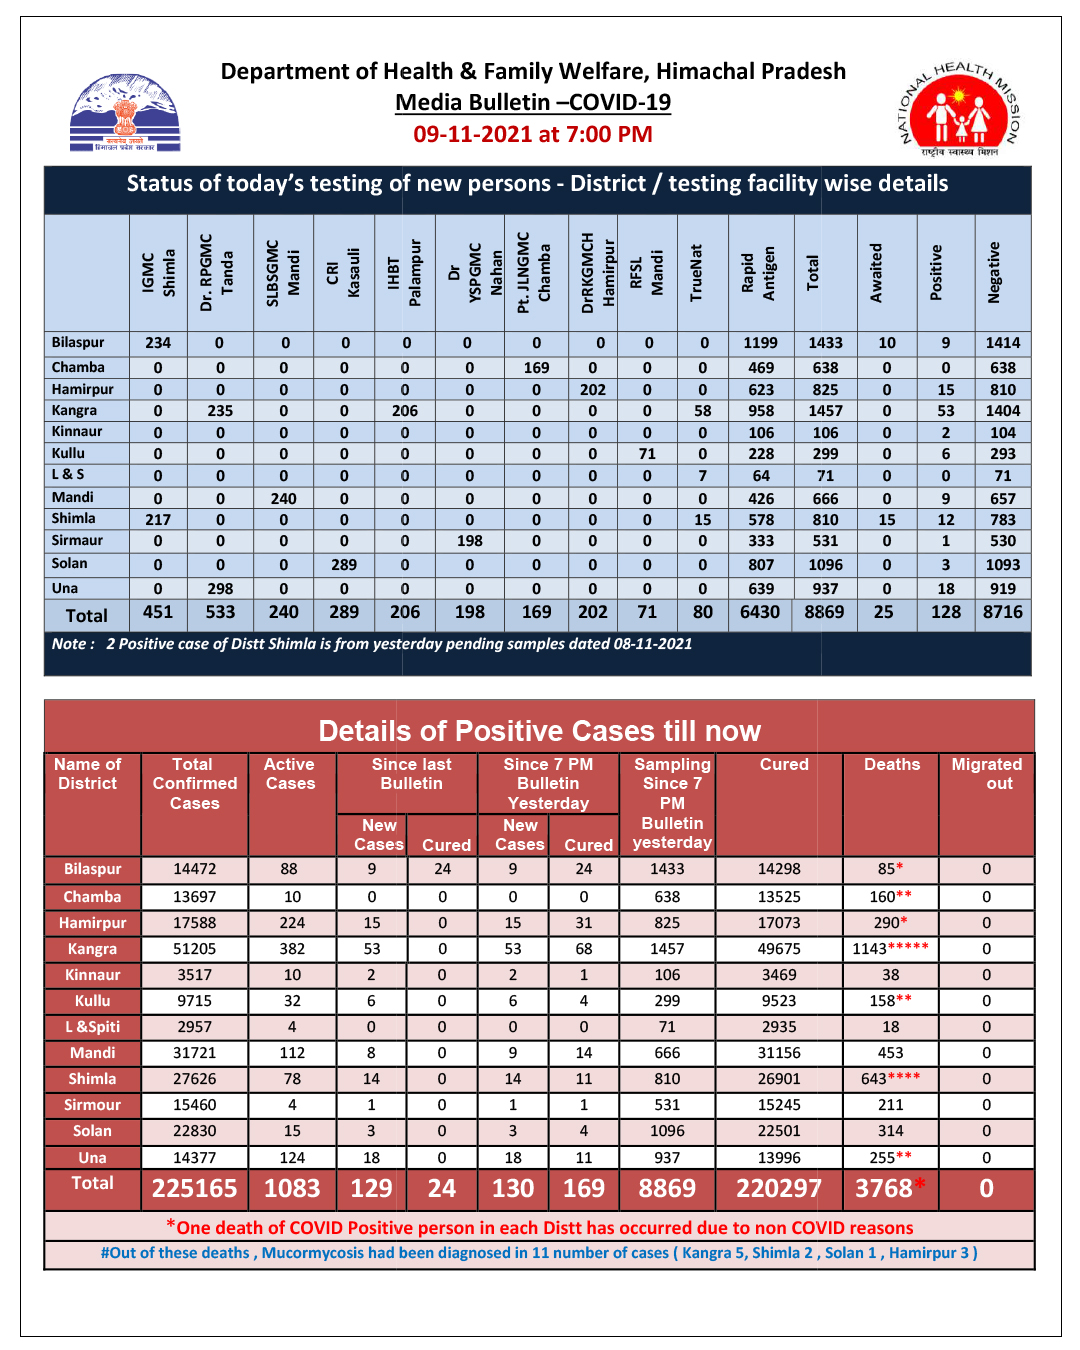 Department of Health & Family Welfare, Himachal Pradesh
Media Bulletin –COVID-19
09-11-2021 at 7:00 PM
सत्यमेव जयते
हिमाचल प्रदेश सरकार
NATIONAL HEALTH MISSION
राष्ट्रीय स्वास्थ्य मिशन
Status of today's testing of new persons - District / testing facility wise details
IGMC Shimla Dr. RPGMC Tanda SLBSGMC Mandi CRI Kasauli IHBT Palampur Dr YSPGMC Nahan Pt. JLNGMC Chamba DrRKGMCH Hamirpur RFSL Mandi TrueNat Rapid Antigen Total Awaited Positive Negative
Bilaspur 234 0 0 0 0 0 0 0 0 0 1199 1433 10 9 1414
Chamba 0 0 0 0 0 0 169 0 0 0 469 638 0 0 638
Hamirpur 0 0 0 0 0 0 0 202 0 0 623 825 0 15 810
Kangra 0 235 0 0 206 0 0 0 0 58 958 1457 0 53 1404
Kinnaur 0 0 0 0 0 0 0 0 0 0 106 106 0 2 104
Kullu 0 0 0 0 0 0 0 0 71 0 228 299 0 6 293
L & S 0 0 0 0 0 0 0 0 0 7 64 71 0 0 71
Mandi 0 0 240 0 0 0 0 0 0 0 426 666 0 9 657
Shimla 217 0 0 0 0 0 0 0 0 15 578 810 15 12 783
Sirmaur 0 0 0 0 0 198 0 0 0 0 333 531 0 1 530
Solan 0 0 0 289 0 0 0 0 0 0 807 1096 0 3 1093
Una 0 298 0 0 0 0 0 0 0 0 639 937 0 18 919
Total 451 533 240 289 206 198 169 202 71 80 6430 8869 25 128 8716
Note : 2 Positive case of Distt Shimla is from yesterday pending samples dated 08-11-2021
Details of Positive Cases till now
Name of District Total Confirmed Cases Active Cases Since last Bulletin Since 7 PM Bulletin Yesterday Sampling Since 7 PM Bulletin yesterday Cured Deaths Migrated out
New Cases Cured New Cases Cured
Bilaspur 14472 88 9 24 9 24 1433 14298 85* 0
Chamba 13697 10 0 0 0 0 638 13525 160** 0
Hamirpur 17588 224 15 0 15 31 825 17073 290* 0
Kangra 51205 382 53 0 53 68 1457 49675 1143***** 0
Kinnaur 3517 10 2 0 2 1 106 3469 38 0
Kullu 9715 32 6 0 6 4 299 9523 158** 0
L &Spiti 2957 4 0 0 0 0 71 2935 18 0
Mandi 31721 112 8 0 9 14 666 31156 453 0
Shimla 27626 78 14 0 14 11 810 26901 643**** 0
Sirmour 15460 4 1 0 1 1 531 15245 211 0
Solan 22830 15 3 0 3 4 1096 22501 314 0
Una 14377 124 18 0 18 11 937 13996 255** 0
Total 225165 1083 129 24 130 169 8869 220297 3768* 0
*One death of COVID Positive person in each Distt has occurred due to non COVID reasons
#Out of these deaths , Mucormycosis had been diagnosed in 11 number of cases ( Kangra 5, Shimla 2 , Solan 1 , Hamirpur 3 )